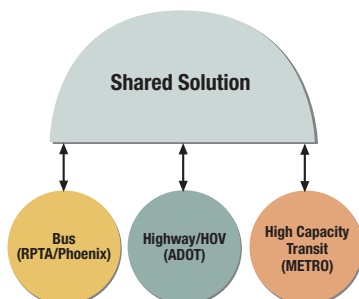 Shared Solution
Bus
(RPTA/Phoenix)
Highway/HOV
(ADOT)
High Capacity
Transit
(METRO)